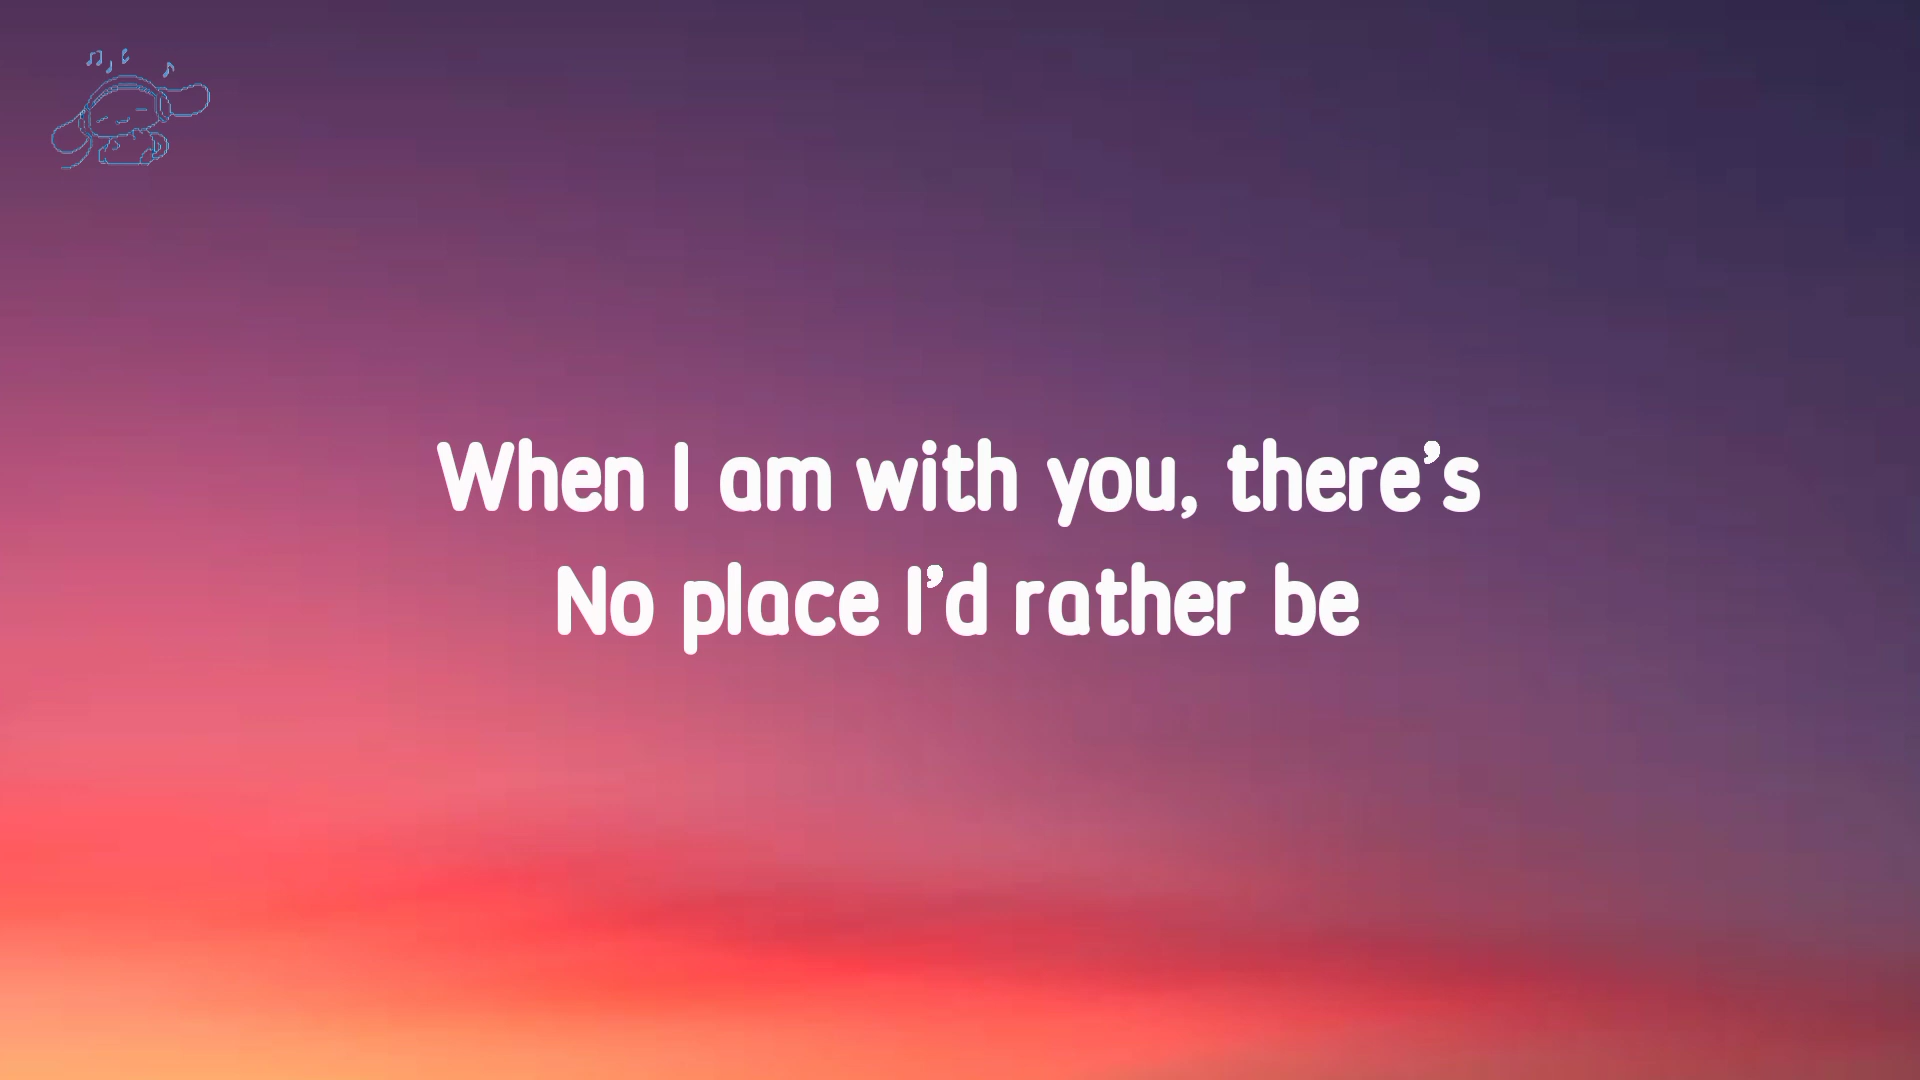 When I am with you, there’s
No place I’d rather be